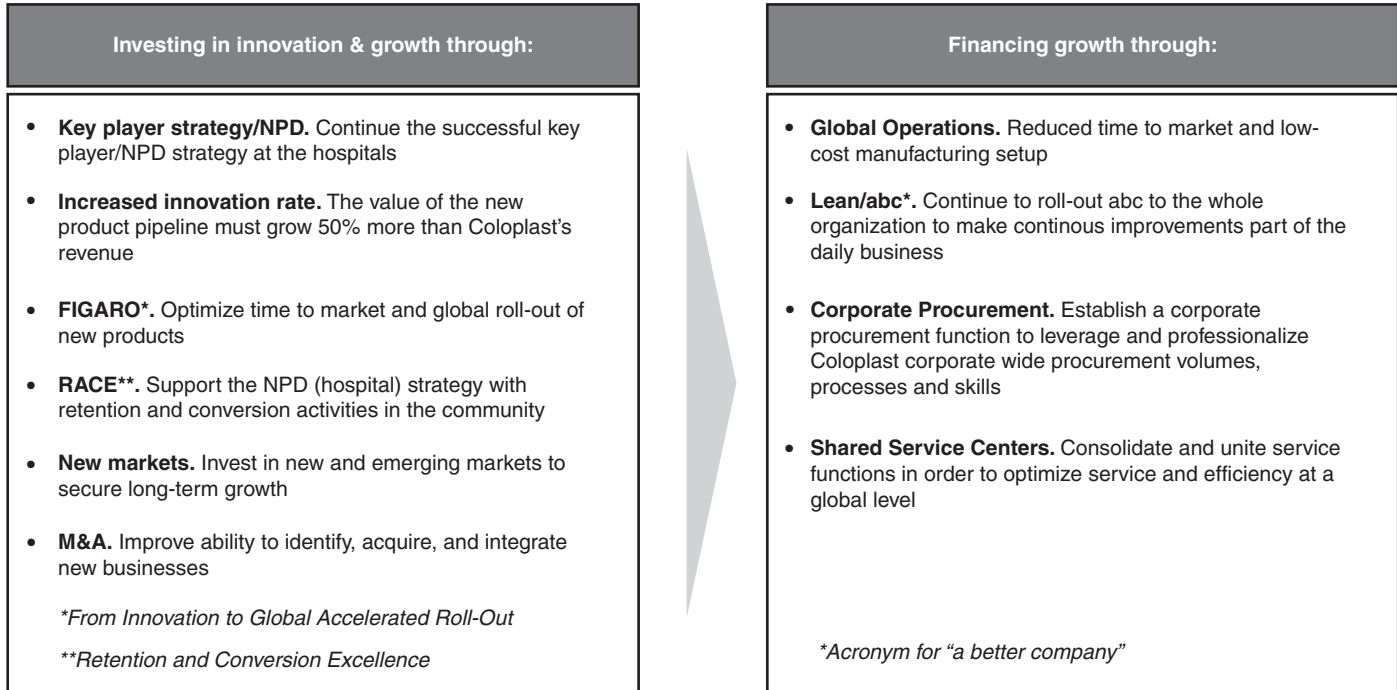 Investing in innovation & growth through:
• Key player strategy/NPD. Continue the successful key
player/NPD strategy at the hospitals
• Increased innovation rate. The value of the new
product pipeline must grow 50% more than Coloplast’s
revenue
• FIGARO*. Optimize time to market and global roll-out of
new products
• RACE**. Support the NPD (hospital) strategy with
retention and conversion activities in the community
• New markets. Invest in new and emerging markets to
secure long-term growth
• M&A. Improve ability to identify, acquire, and integrate
new businesses
*From Innovation to Global Accelerated Roll-Out
**Retention and Conversion Excellence
Financing growth through:
• Global Operations. Reduced time to market and low-
cost manufacturing setup
• Lean/abc*. Continue to roll-out abc to the whole
organization to make continous improvements part of the
daily business
• Corporate Procurement. Establish a corporate
procurement function to leverage and professionalize
Coloplast corporate wide procurement volumes,
processes and skills
• Shared Service Centers. Consolidate and unite service
functions in order to optimize service and efficiency at a
global level
*Acronym for “a better company”